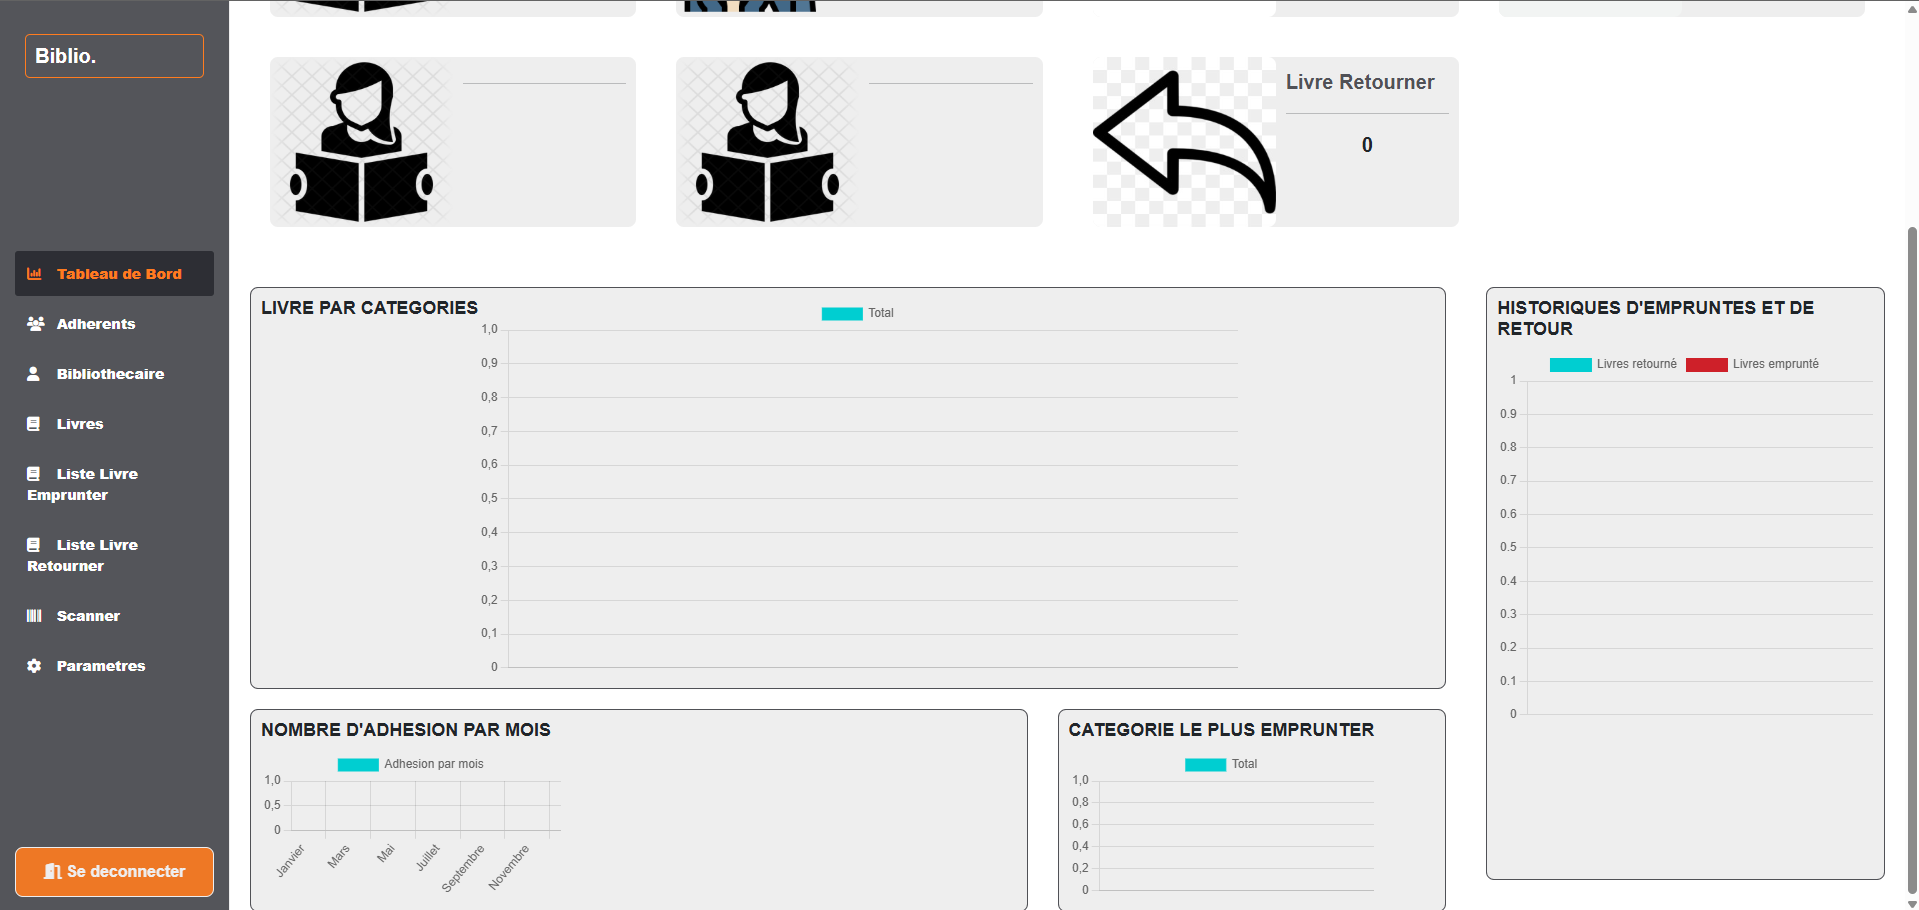 Biblio.
Tableau de Bord
Adherents
Bibliothecaire
Livres
Liste Livre
Emprunter
Liste Livre
Retourner
Scanner
Parametres
Se deconnecter
Livre Retourner
0
LIVRE PAR CATEGORIES
Total
1,0
0,9
0,8
0,7
0,6
0,5
0,4
0,3
0,2
0,1
0
HISTORIQUES D'EMPRUNTES ET DE
RETOUR
Livres retourné Livres emprunté
1
0.9
0.8
0.7
0.6
0.5
0.4
0.3
0.2
0.1
0
NOMBRE D'ADHESION PAR MOIS
Adhesion par mois
1,0
0,5
0
Janvier Mars Mai Juillet Septembre Novembre
CATEGORIE LE PLUS EMPRUNTER
Total
1,0
0,8
0,6
0,4
0,2
0